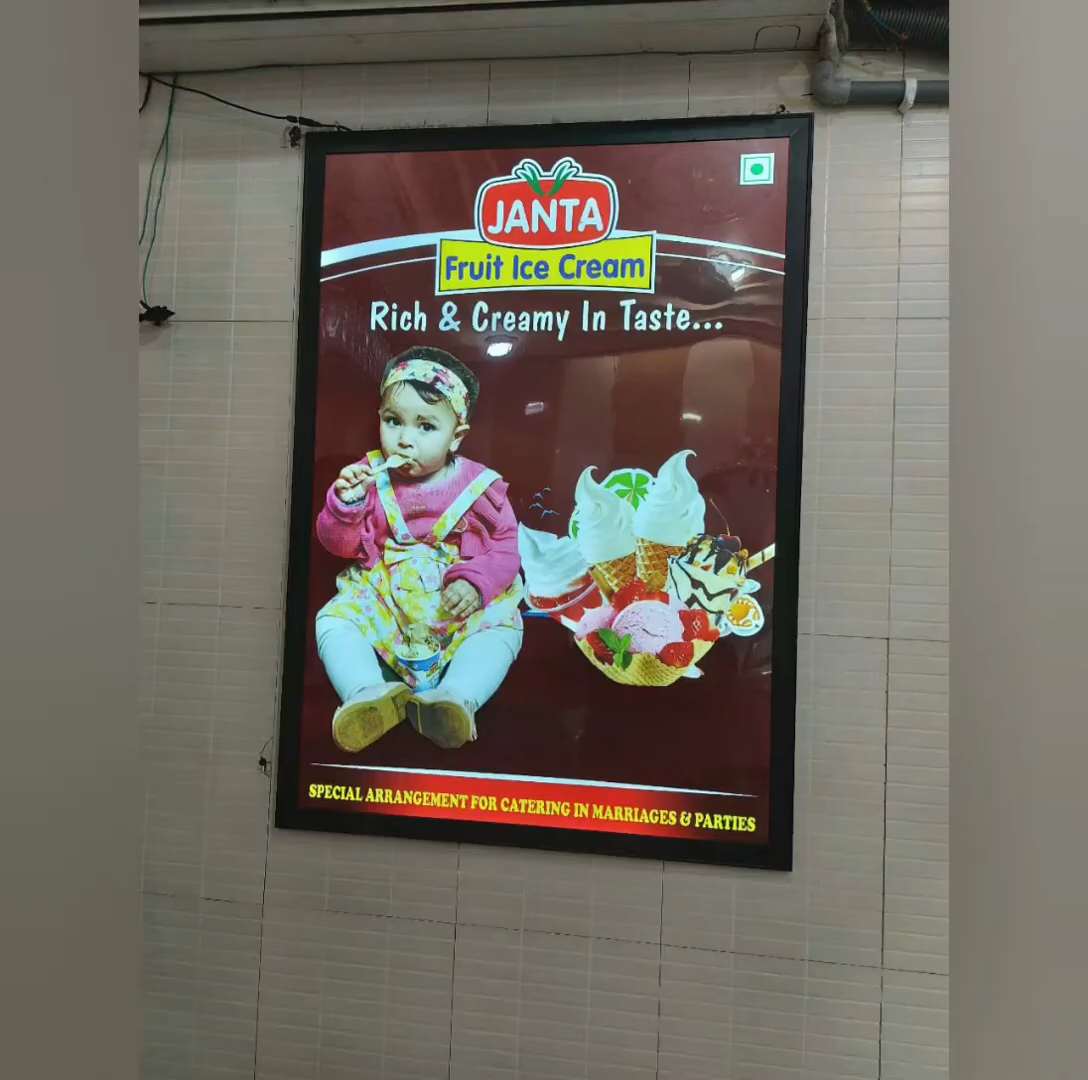 JANTA
Fruit Ice Cream
Rich & Creamy In Taste...
SPECIAL ARRANGEMENT FOR CATERING IN MARRIAGES & PARTIES